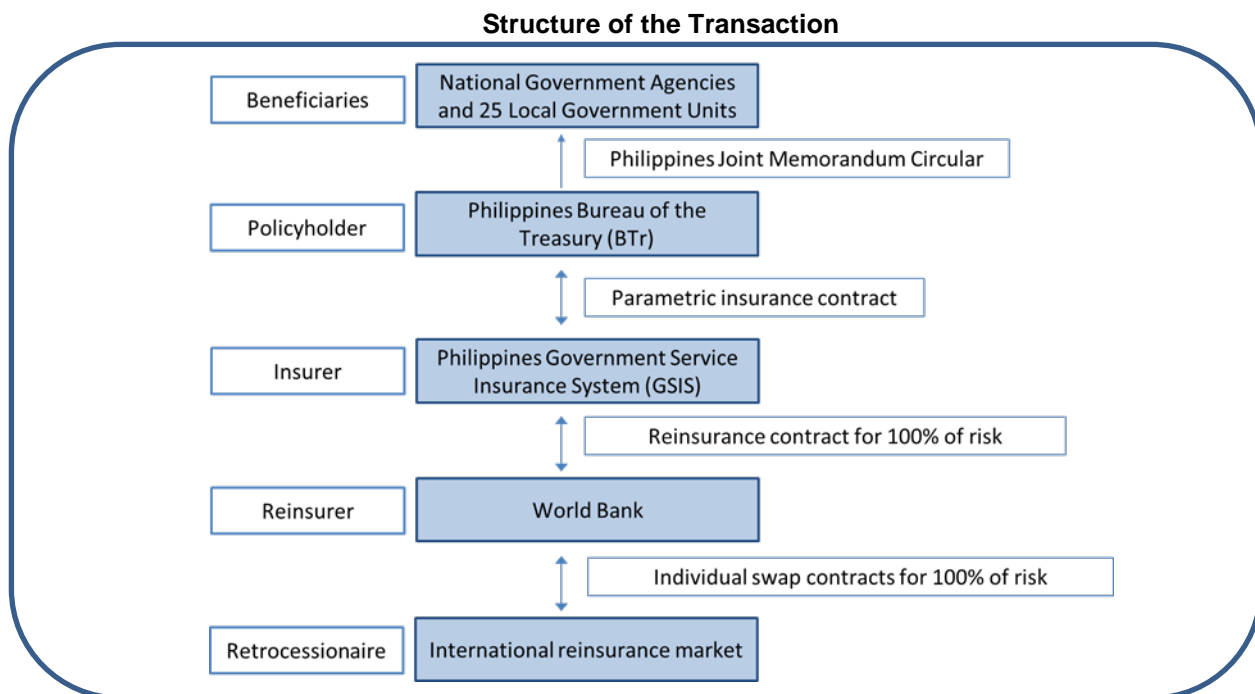 Structure of the Transaction
Beneficiaries
National Government Agencies
and 25 Local Government Units
Philippines Joint Memorandum Circular
Policyholder
Philippines Bureau of the
Treasury (BTr)
Parametric insurance contract
Insurer
Philippines Government Service
Insurance System (GSIS)
Reinsurance contract for 100% of risk
Reinsurer
World Bank
Individual swap contracts for 100% of risk
Retrocessionaire
International reinsurance market